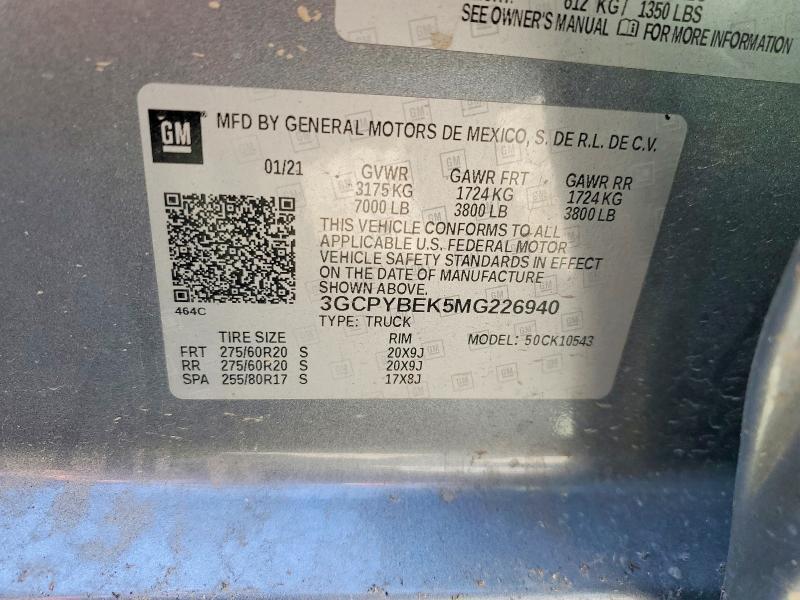 612 KG / 1350 LBS
SEE OWNER'S MANUAL FOR MORE INFORMATION
GM
MFD BY GENERAL MOTORS DE MEXICO, S. DE R.L. DE C.V.
01/21 GVWR GAWR FRT GAWR RR
3175 KG 1724 KG 1724 KG
7000 LB 3800 LB 3800 LB
THIS VEHICLE CONFORMS TO ALL
APPLICABLE U.S. FEDERAL MOTOR
VEHICLE SAFETY STANDARDS IN EFFECT
ON THE DATE OF MANUFACTURE
SHOWN ABOVE.
464C
3GCPYBEK5MG226940
TYPE: TRUCK
TIRE SIZE RIM MODEL: 50CK10543
FRT 275/60R20 S 20X9J
RR 275/60R20 S 20X9J
SPA 255/80R17 S 17X8J